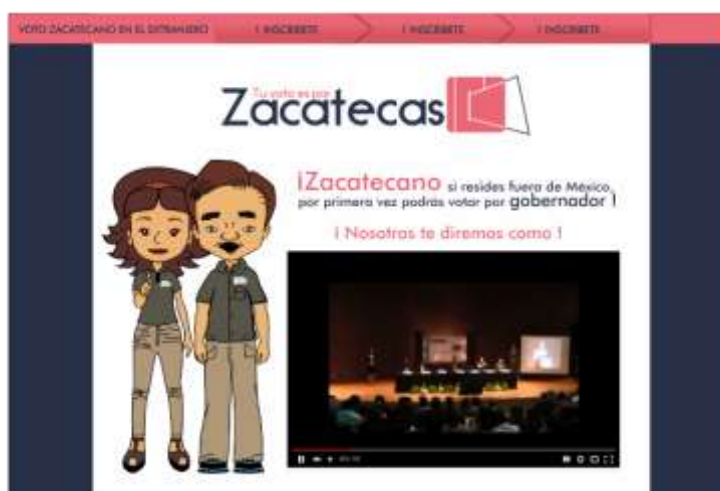 VOTO ZACATECANO EN EL EXTRANJERO
! INSCRIBETE
! INSCRIBETE
! INSCRIBETE
Tu voto es por
Zacatecas
¡Zacatecano si resides fuera de México,
por primera vez podrás votar por gobernador !
¡ Nosotros te diremos como !